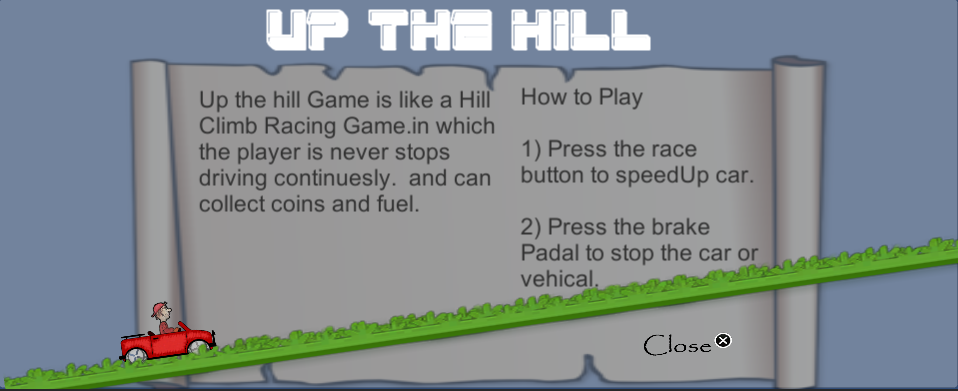 UP THE HILL
Up the hill Game is like a Hill
Climb Racing Game.in which
the player is never stops
driving continuesly.  and can
collect coins and fuel.
How to Play
1) Press the race
button to speedUp car.
2) Press the brake
Padal to stop the car or
vehical.
Close